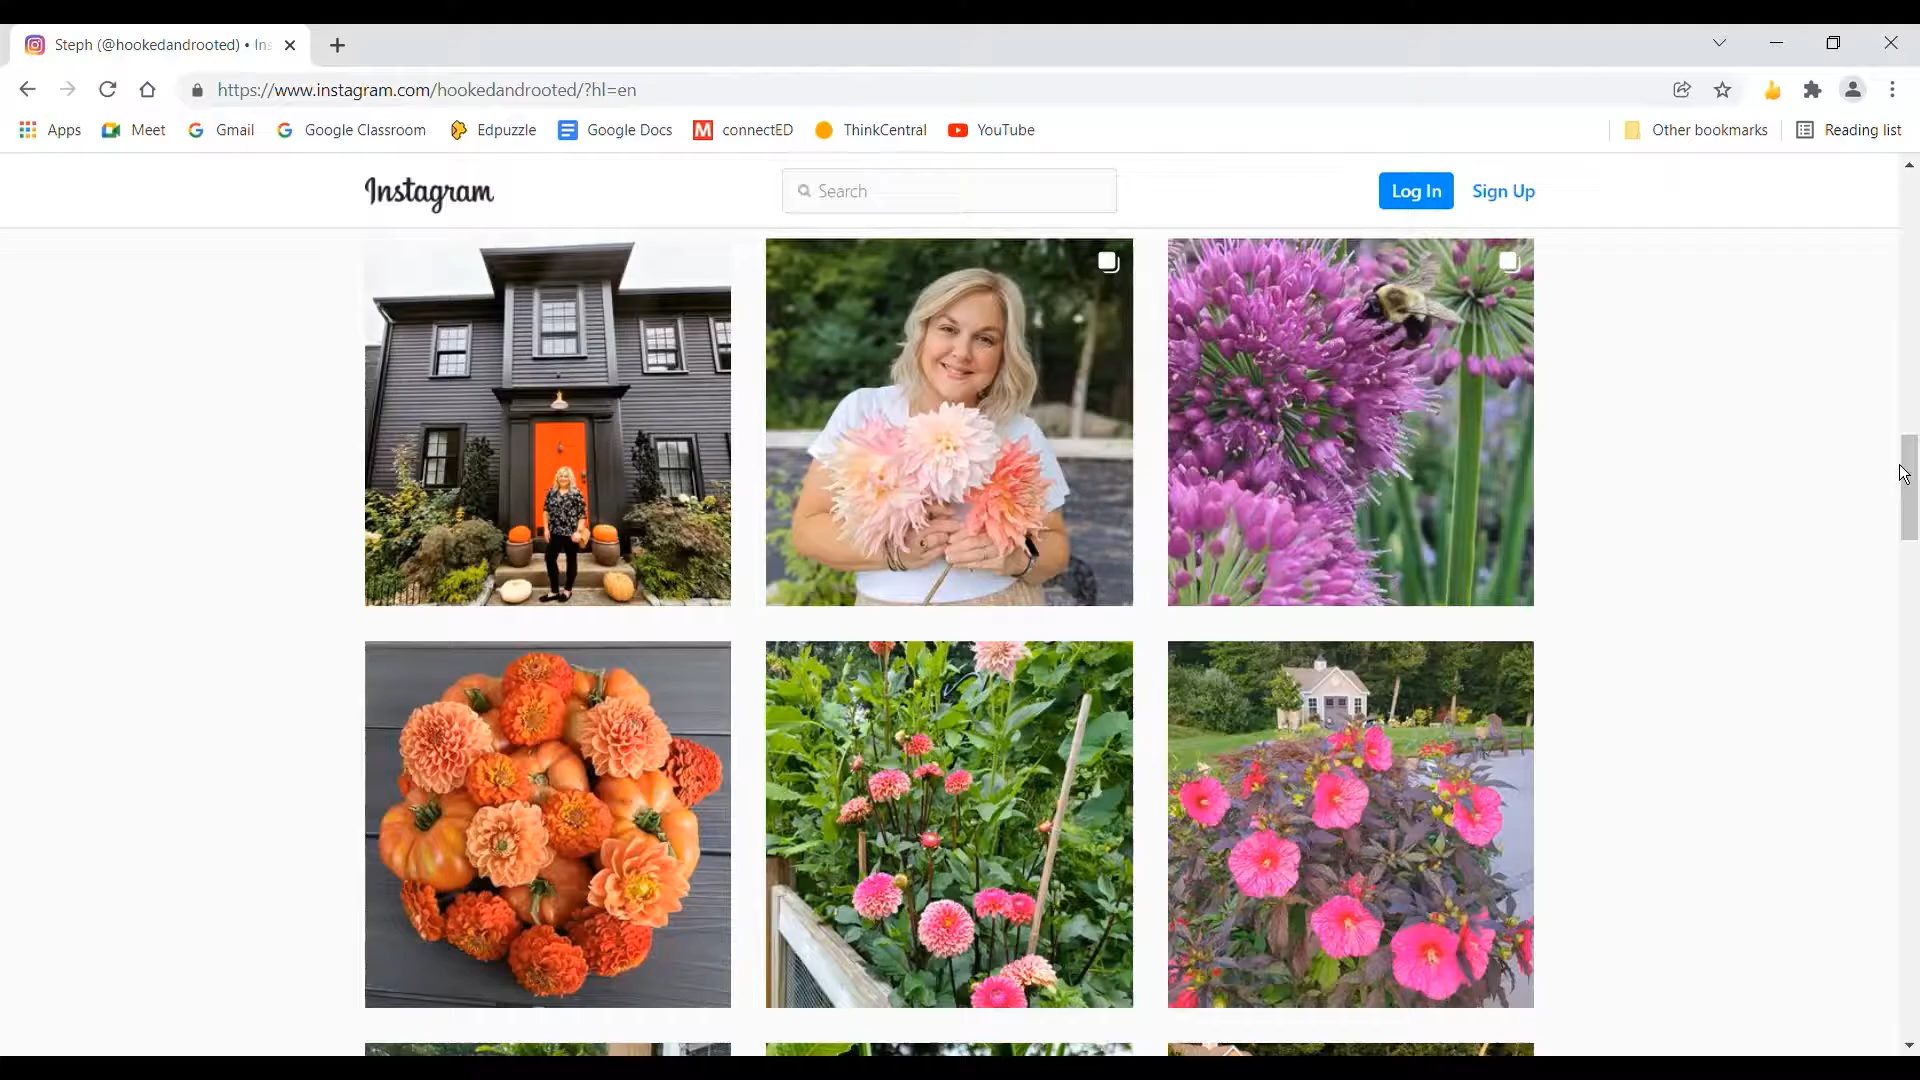 Steph (@hookedandrooted) • Ins
https://www.instagram.com/hookedandrooted/?hl=en
Apps Meet Gmail Google Classroom Edpuzzle Google Docs connectED ThinkCentral YouTube Other bookmarks Reading list
Instagram Search Log In Sign Up